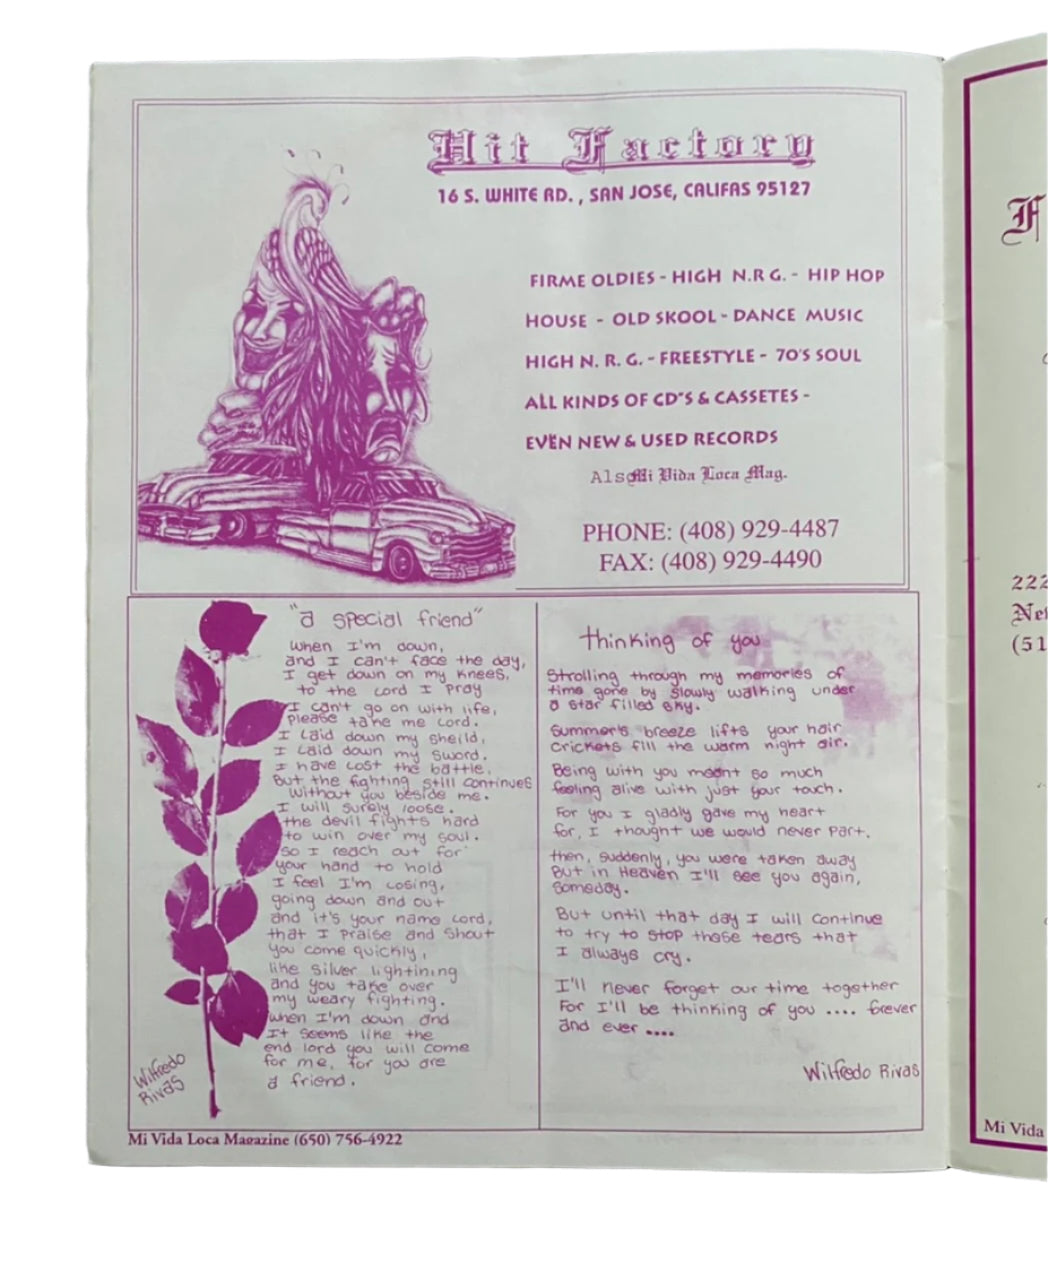 Hit Factory
16 S. WHITE RD. , SAN JOSE, CALIFAS 95127
FIRME OLDIES - HIGH N.R G. - HIP HOP
HOUSE - OLD SKOOL - DANCE MUSIC
HIGH N. R. G. - FREESTYLE - 70'S SOUL
ALL KINDS OF CD"S & CASSETES -
EVEN NEW & USED RECORDS
Also Mi Vida Loca Mag.
PHONE: (408) 929-4487
FAX: (408) 929-4490
"a special friend"
when I'm down,
and I can't face the day,
I get down on my knees,
to the Lord I pray
I can't go on with life,
please take me Lord.
I laid down my sheild,
I laid down my sword.
I have lost the battle,
But the fighting still continues
without you beside me.
I will surely loose.
the devil fights hard
to win over my soul.
so I reach out for
your hand to hold
I feel I'm losing,
going down and out
and it's your name Lord,
that I praise and shout
you come quickly,
like silver lightining
and you take over
my weary fighting.
when I'm down and
It seems like the
end lord you will come
for me, for you are
a friend.
Wilfredo
Rivas
thinking of you
Strolling through my memories of
time gone by slowly walking under
a star filled sky.
Summer's breeze lifts your hair
Crickets fill the warm night air.
Being with you meant so much
feeling alive with just your touch.
For you I gladly gave my heart
for, I thought we would never part.
then, suddenly, you were taken away
But in Heaven I'll see you again,
someday.
But until that day I will continue
to try to stop those tears that
I always cry.
I'll never forget our time together
For I'll be thinking of you .... forever
and ever ....
Wilfredo Rivas
Mi Vida Loca Magazine (650) 756-4922
F
222
(51
Mi Vida